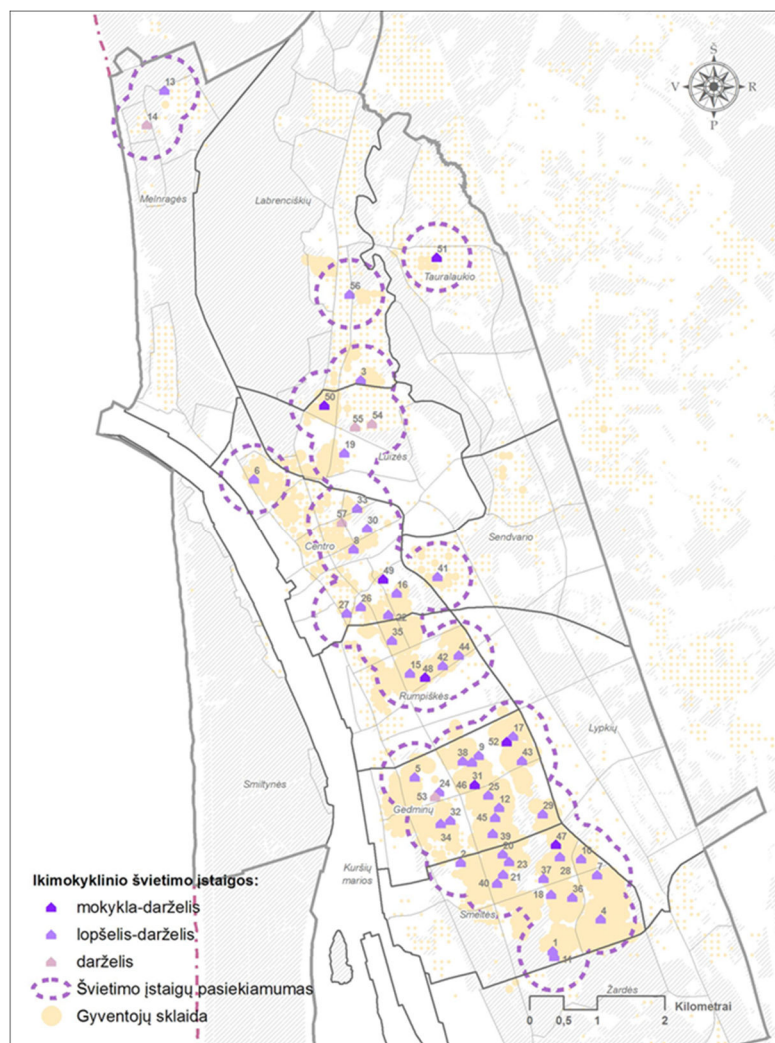 Š
V
R
P
13
14
Melnragės
Labrenciškių
51
Tauralaukio
56
3
50
55
54
19
Luizės
6
33
57
30
Centro
8
Sendvario
49
41
16
27
26
22
35
44
42
15
48
Rumpiškės
17
52
Lypkių
38
9
43
5
31
46
24
25
Smiltynės
53
12
Gedminų
32
45
29
34
39
47
20
2
23
10
Kuršių
marios
28
7
21
37
40
18
36
Smeltės
4
1
11
Žardės
Ikimokyklinio švietimo įstaigos:
mokykla-darželis
lopšelis-darželis
darželis
Švietimo įstaigų pasiekiamumas
Gyventojų sklaida
0 0,5 1 2 Kilometrai